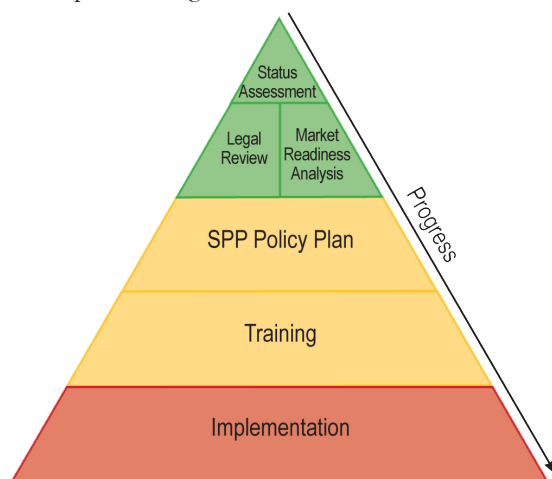 Status
Assessment
Legal
Review
Market
Readiness
Analysis
SPP Policy Plan
Training
Implementation
Progress